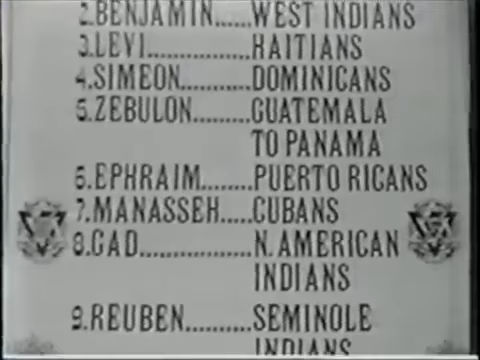 2.BENJAMIN......WEST INDIANS
3.LEVI................HAITIANS
4.SIMEON...........DOMINICANS
5.ZEBULON.........GUATEMALA
TO PANAMA
6.EPHRAIM........PUERTO RICANS
7.MANASSEH.....CUBANS
8.GAD.................N. AMERICAN
INDIANS
9.REUBEN..........SEMINOLE
INDIANS